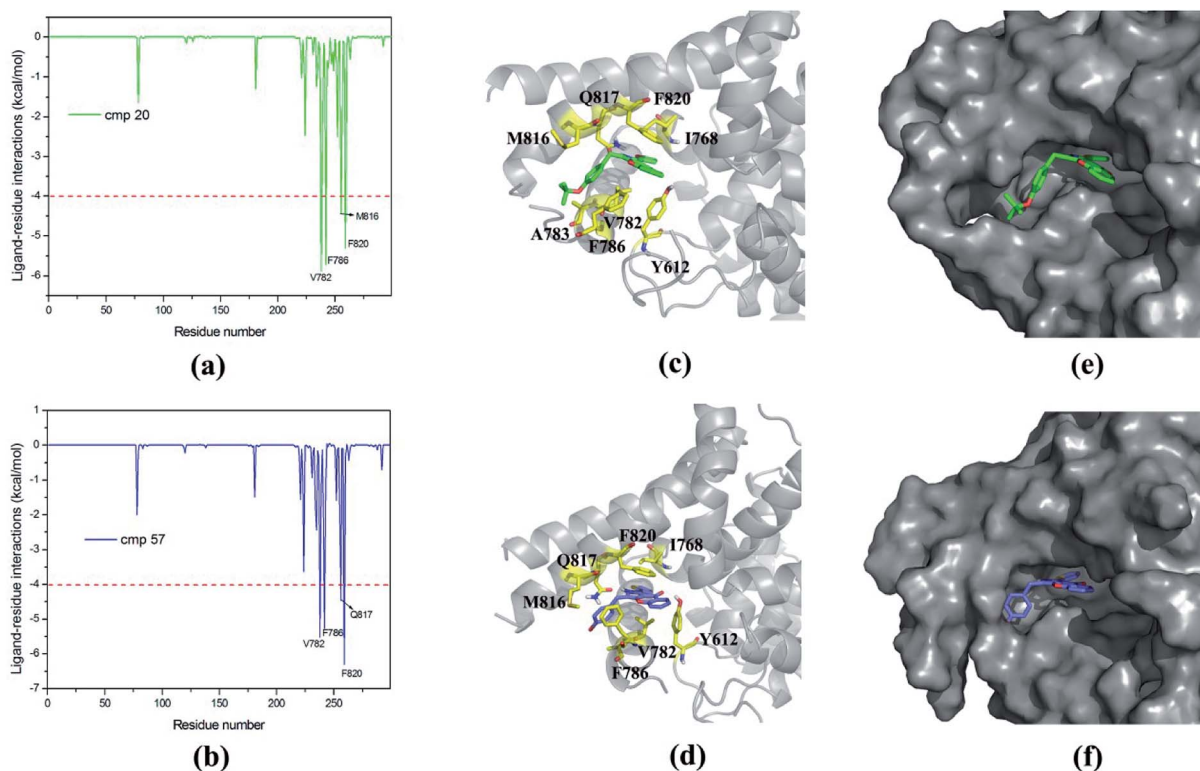 0
-1
-2
-3
-4
-5
-6
Ligand-residue interactions (kcal/mol)
cmp 20
M816
F820
F786
V782
0 50 100 150 200 250
Residue number
(a)
Q817 F820
M816 I768
V782
A783
F786
Y612
(c)
(e)
1
0
-1
-2
-3
-4
-5
-6
-7
Ligand-residue interactions (kcal/mol)
cmp 57
Q817
F786
V782
F820
0 50 100 150 200 250
Residue number
(b)
F820 I768
Q817
M816
V782 Y612
F786
(d)
(f)